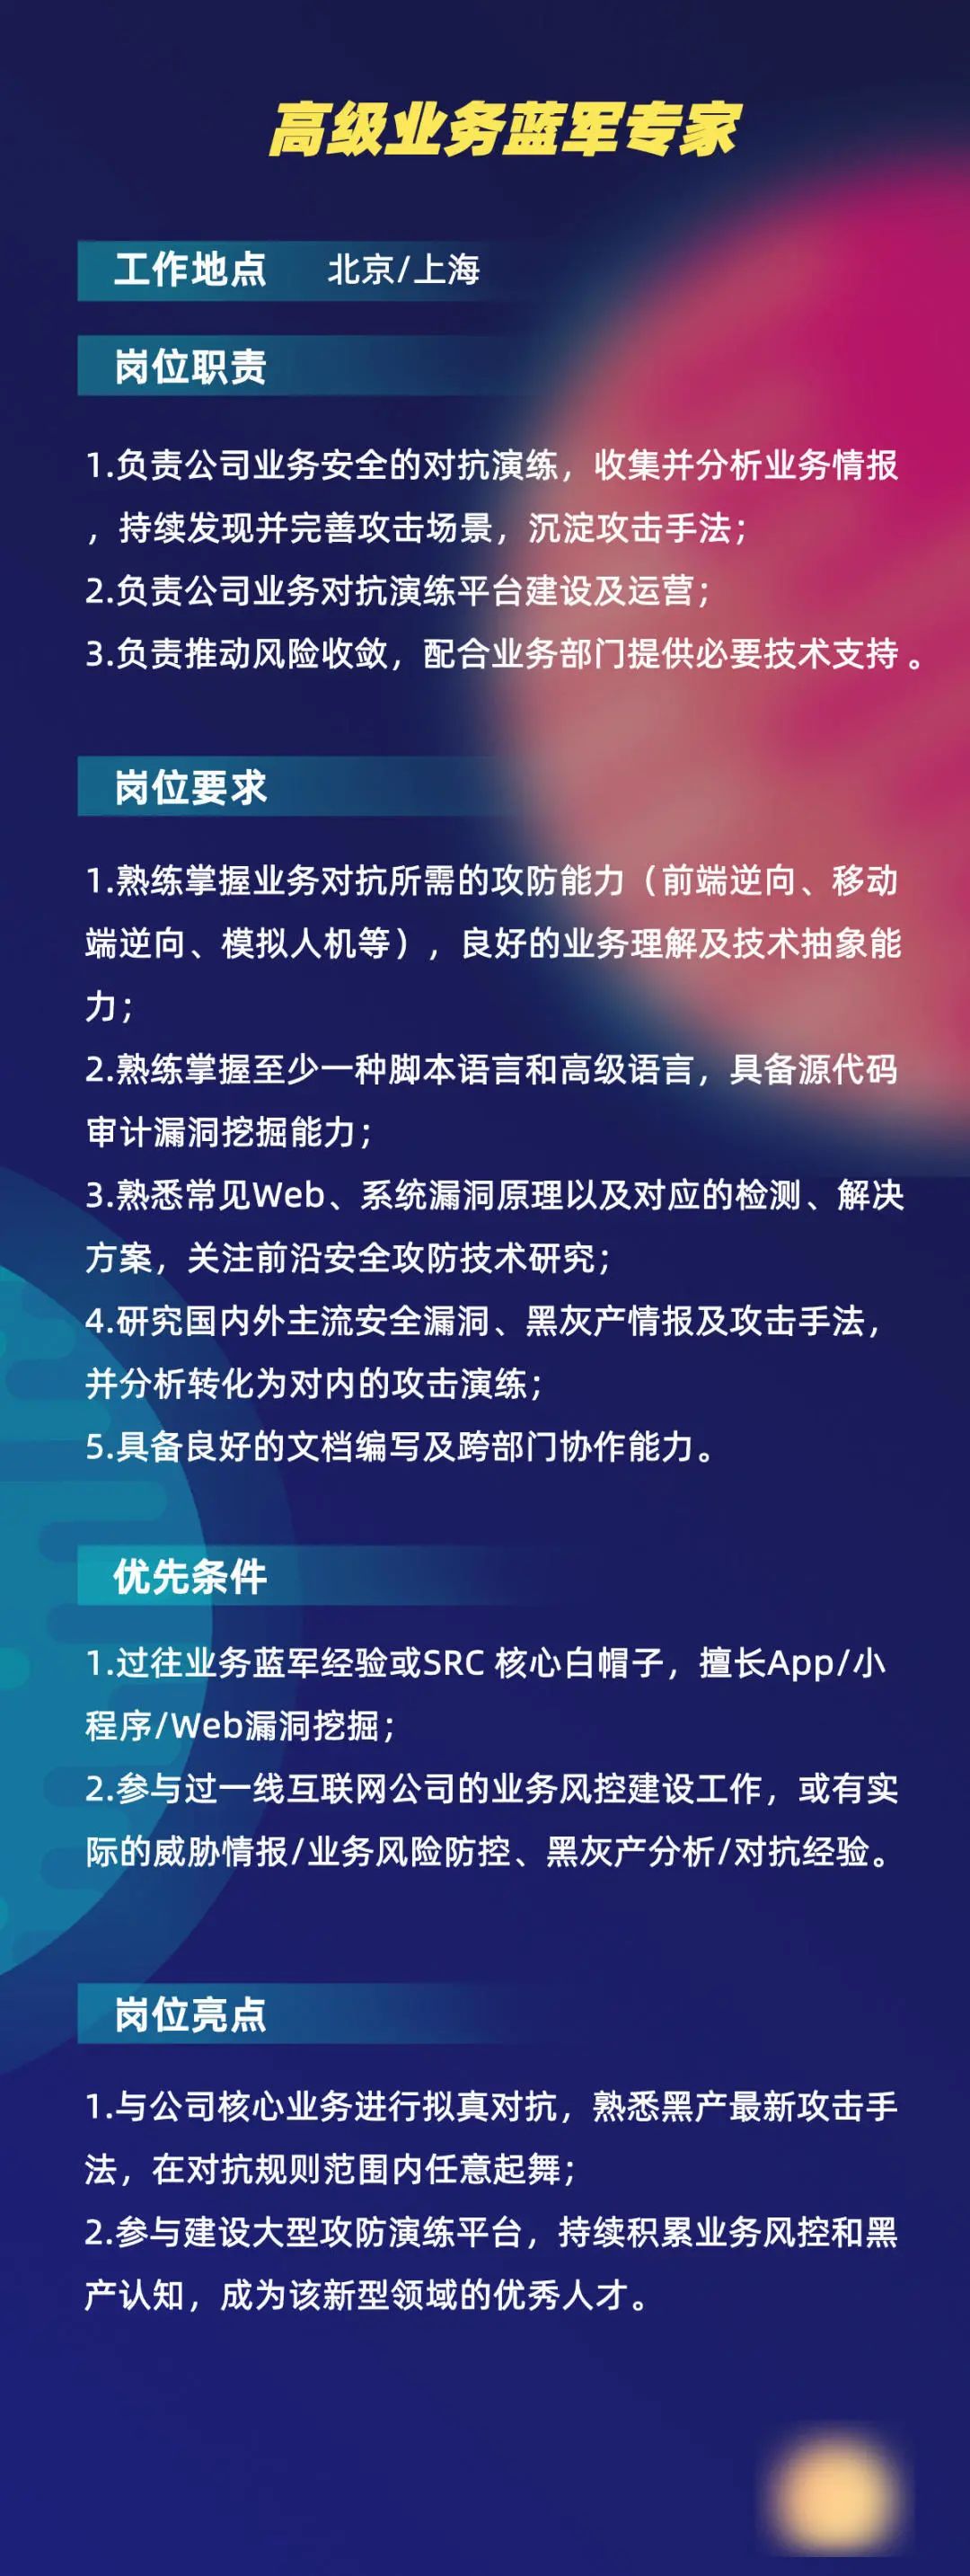 高级业务蓝军专家
工作地点 北京/上海
岗位职责
1.负责公司业务安全的对抗演练，收集并分析业务情报
，持续发现并完善攻击场景，沉淀攻击手法；
2.负责公司业务对抗演练平台建设及运营；
3.负责推动风险收敛，配合业务部门提供必要技术支持。
岗位要求
1.熟练掌握业务对抗所需的攻防能力（前端逆向、移动
端逆向、模拟人机等），良好的业务理解及技术抽象能
力；
2.熟练掌握至少一种脚本语言和高级语言，具备源代码
审计漏洞挖掘能力；
3.熟悉常见Web、系统漏洞原理以及对应的检测、解决
方案，关注前沿安全攻防技术研究；
4.研究国内外主流安全漏洞、黑灰产情报及攻击手法，
并分析转化为对内的攻击演练；
5.具备良好的文档编写及跨部门协作能力。
优先条件
1.过往业务蓝军经验或SRC 核心白帽子，擅长App/小
程序/Web漏洞挖掘；
2.参与过一线互联网公司的业务风控建设工作，或有实
际的威胁情报/业务风险防控、黑灰产分析/对抗经验。
岗位亮点
1.与公司核心业务进行拟真对抗，熟悉黑产最新攻击手
法，在对抗规则范围内任意起舞；
2.参与建设大型攻防演练平台，持续积累业务风控和黑
产认知，成为该新型领域的优秀人才。